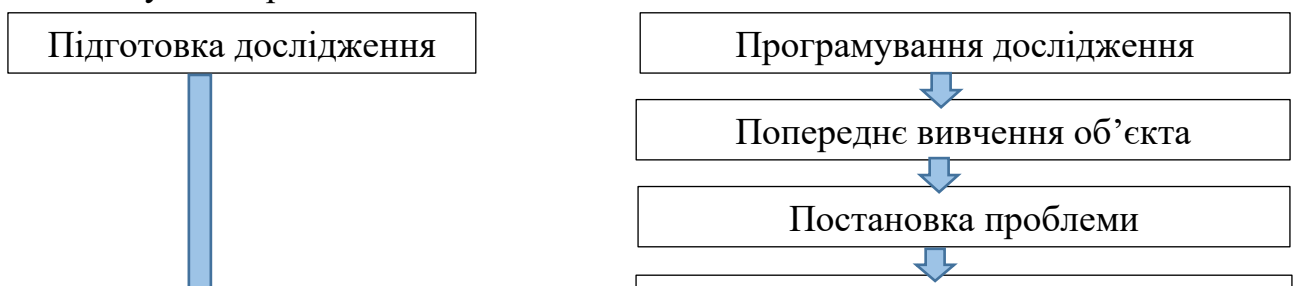 Підготовка дослідження
Програмування дослідження
Попереднє вивчення об’єкта
Постановка проблеми